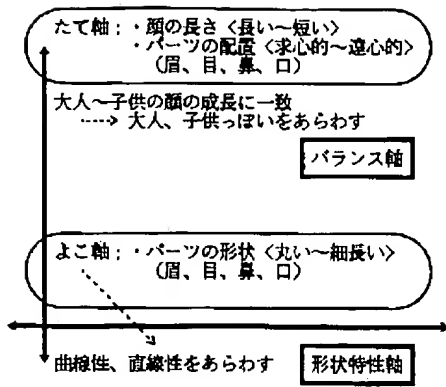 たて軸：・顔の長さ＜長い～短い＞
・パーツの配置＜求心的～遠心的＞
（眉、目、鼻、口）
大人～子供の顔の成長に一致
→ 大人、子供っぽいをあらわす
バランス軸
よこ軸：・パーツの形状＜丸い～細長い＞
（眉、目、鼻、口）
曲線性、直線性をあらわす
形状特性軸